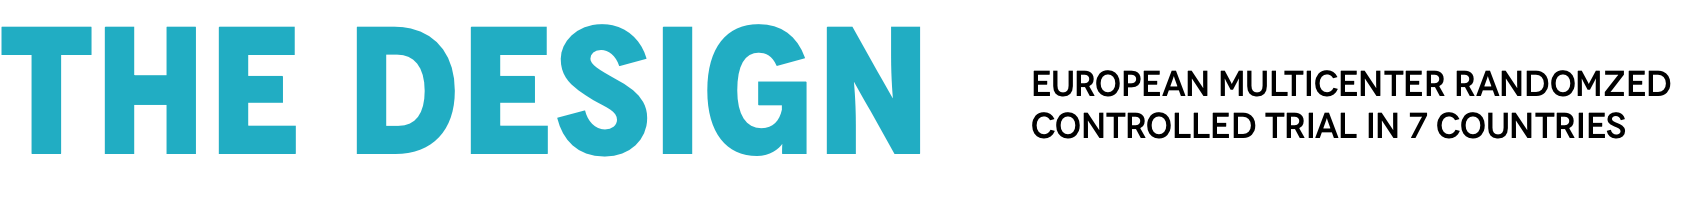 THE DESIGN
EUROPEAN MULTICENTER RANDOMZED
CONTROLLED TRIAL IN 7 COUNTRIES